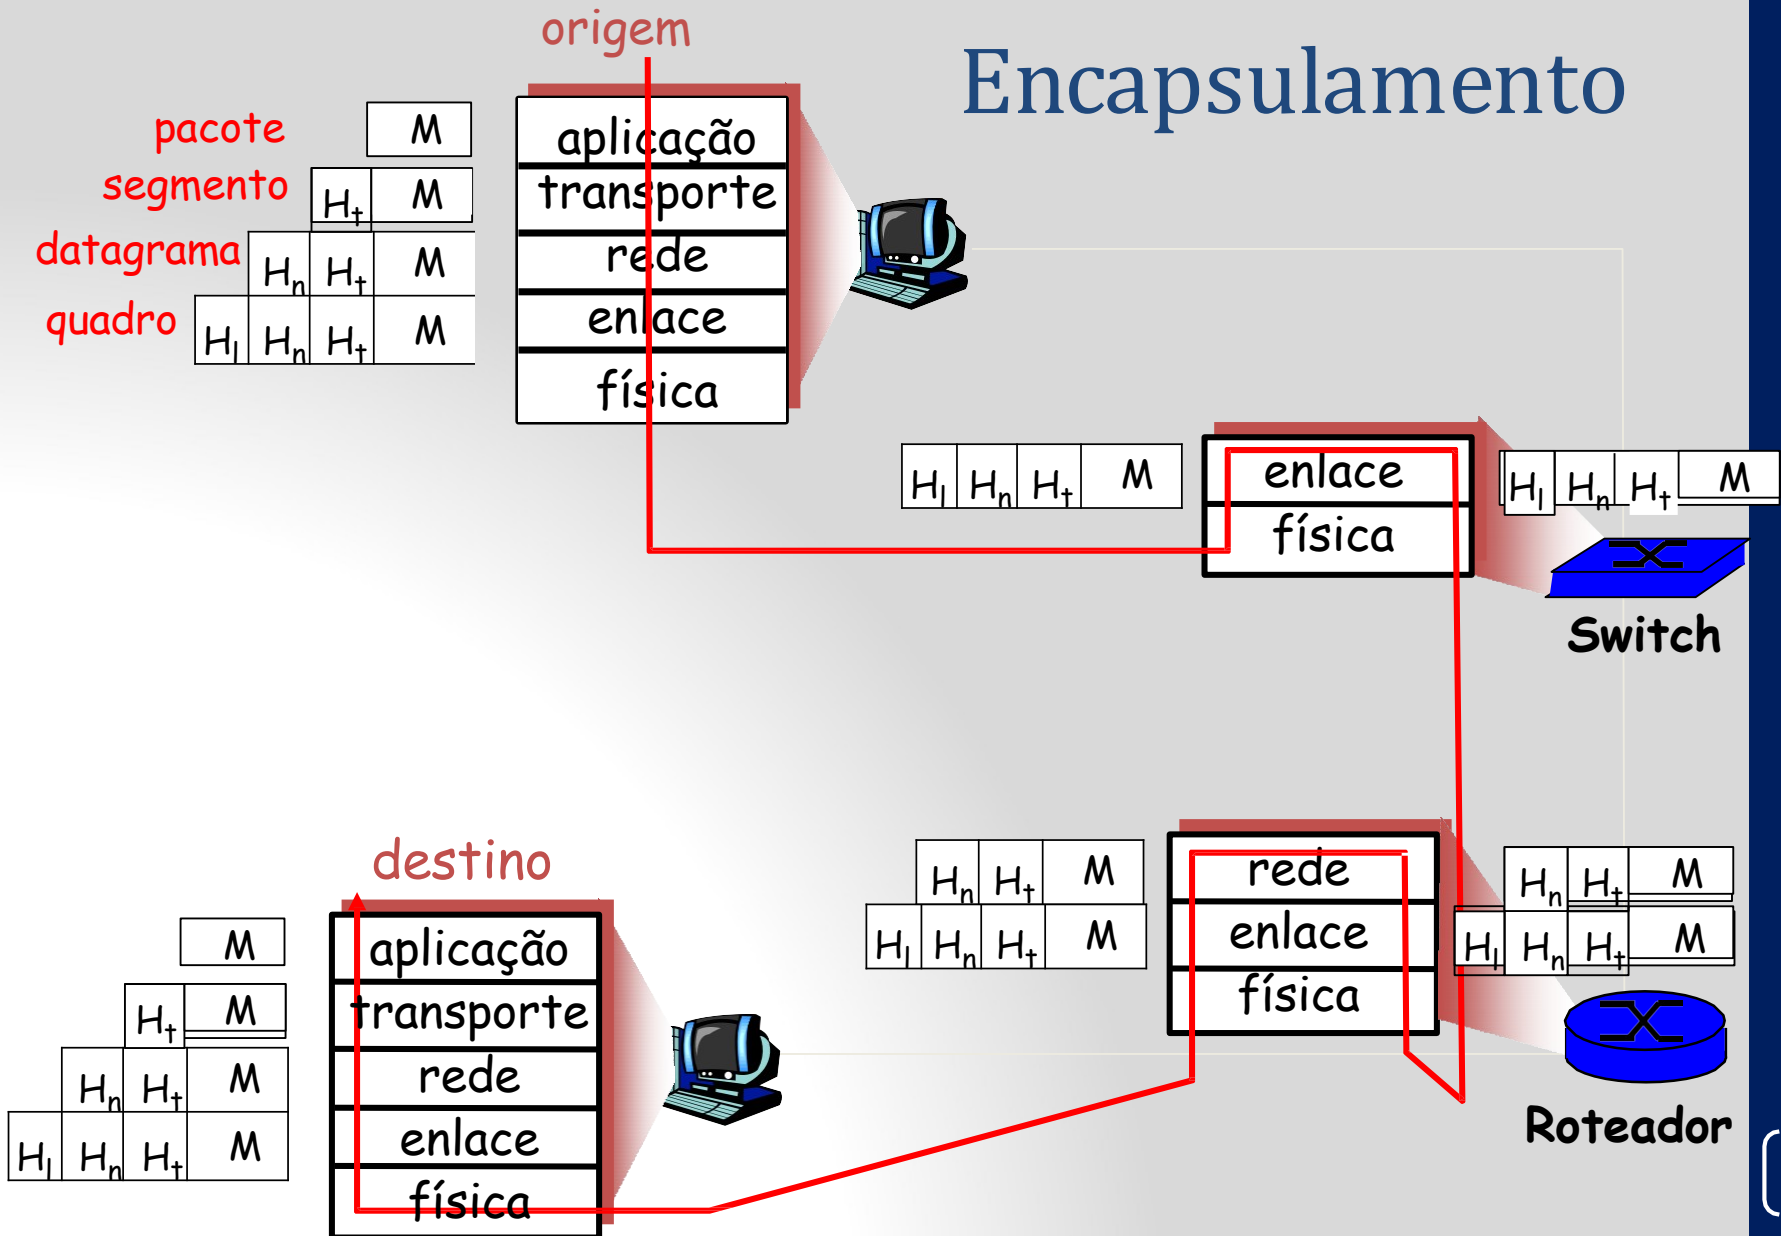 origem
Encapsulamento
pacote M
segmento Ht M
datagrama Hn Ht M
quadro Hl Hn Ht M
aplicação
transporte
rede
enlace
física
Hl Hn Ht M
enlace
física
Hl Hn Ht M
Switch
destino
M
Ht M
Hn Ht M
Hl Hn Ht M
aplicação
transporte
rede
enlace
física
Hn Ht M
Hl Hn Ht M
rede
enlace
física
Hn Ht M
Hl Hn Ht M
Roteador